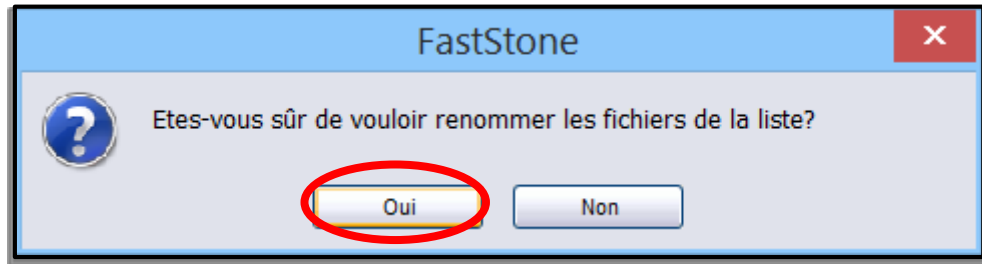 FastStone
Etes-vous sûr de vouloir renommer les fichiers de la liste?
Oui
Non